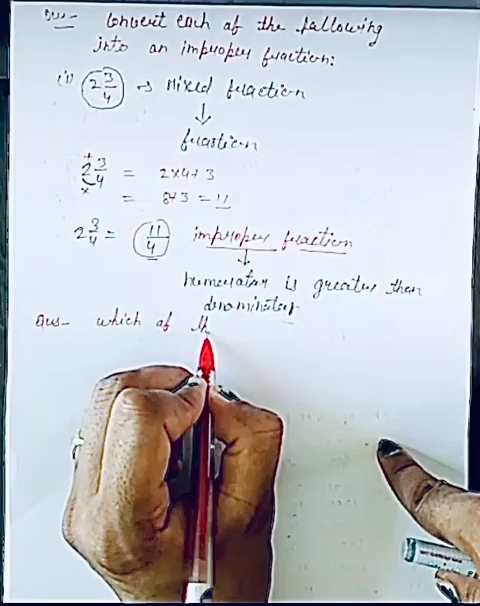 Qus- Convert each of the following
into an improper fraction:
(i) 2 3/4 → Mixed fraction
↓
fraction
2 3/4 = 2×4+3
= 8+3 = 11
2 3/4 = 11/4 improper fraction
↓
numerator is greater than
denominator
Qus- which of th